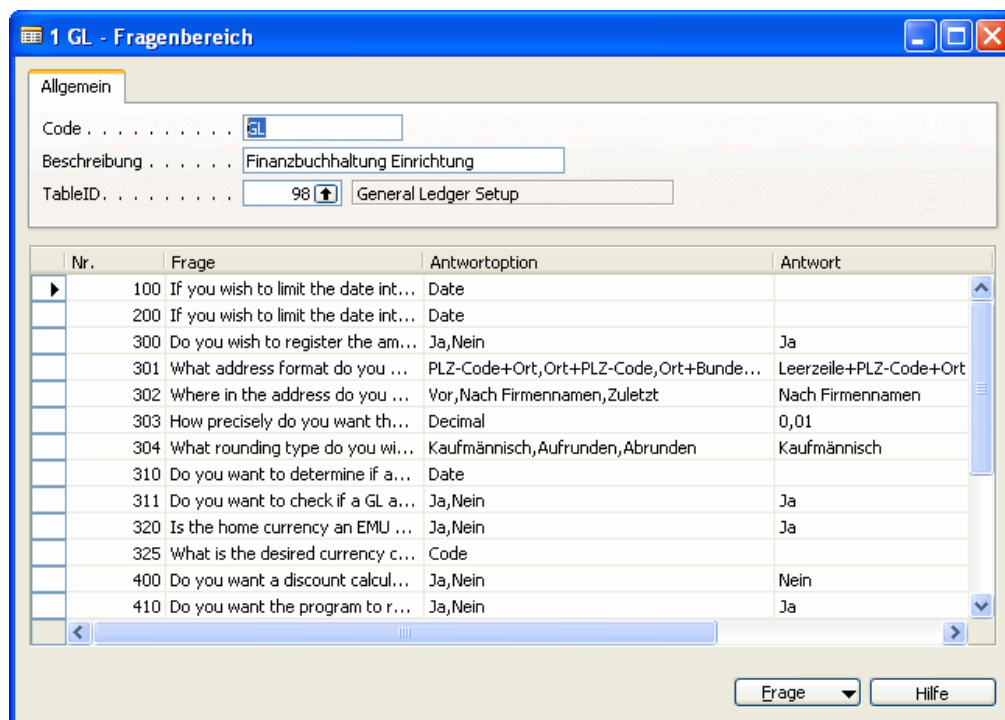 1 GL - Fragenbereich
Allgemein
Code . . . . . . . . . . GL
Beschreibung . . . . . . Finanzbuchhaltung Einrichtung
TableID. . . . . . . . . 98 General Ledger Setup
Nr. Frage Antwortoption Antwort
100 If you wish to limit the date int... Date
200 If you wish to limit the date int... Date
300 Do you wish to register the am... Ja,Nein Ja
301 What address format do you ... PLZ-Code+Ort,Ort+PLZ-Code,Ort+Bunde... Leerzeile+PLZ-Code+Ort
302 Where in the address do you ... Vor,Nach Firmennamen,Zuletzt Nach Firmennamen
303 How precisely do you want th... Decimal 0,01
304 What rounding type do you wi... Kaufmännisch,Aufrunden,Abrunden Kaufmännisch
310 Do you want to determine if a... Date
311 Do you want to check if a GL a... Ja,Nein Ja
320 Is the home currency an EMU ... Ja,Nein Ja
325 What is the desired currency c... Code
400 Do you want a discount calcul... Ja,Nein Nein
410 Do you want the program to r... Ja,Nein Ja
Frage Hilfe